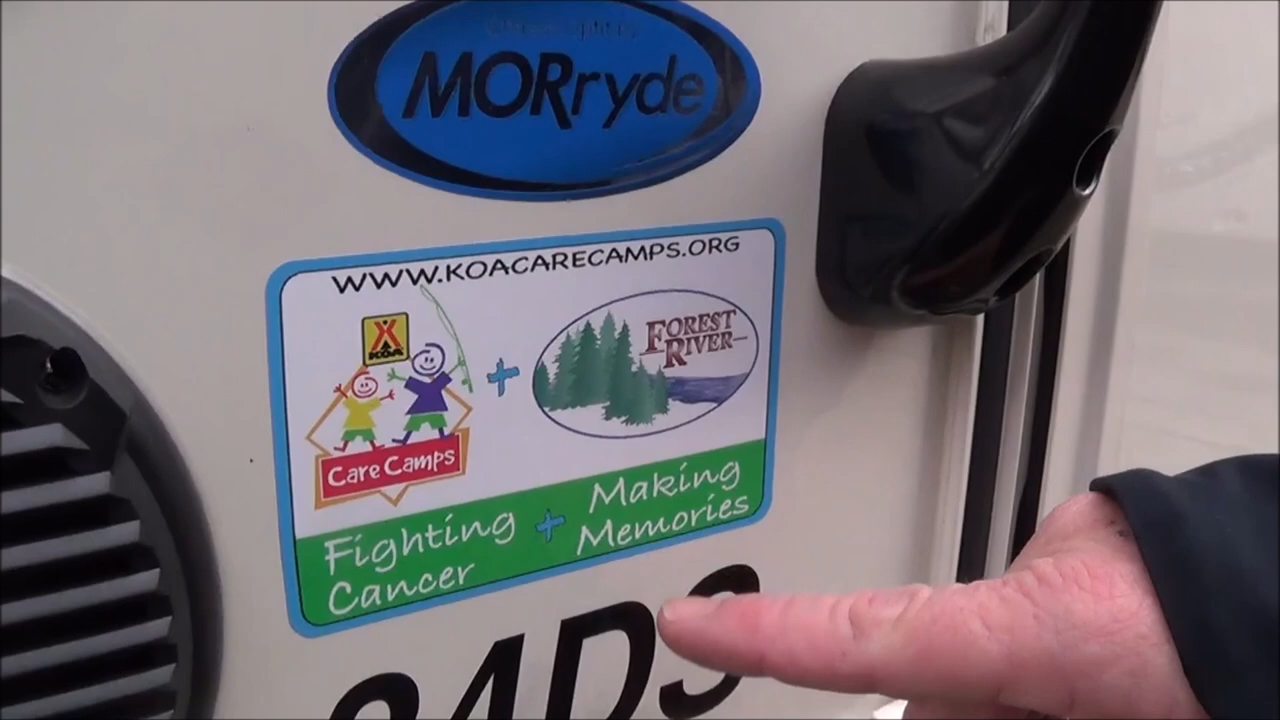 MORryde
WWW.KOACARECAMPS.ORG
KOA
Care Camps
+
FOREST
RIVER
Fighting
Cancer
+
Making
Memories